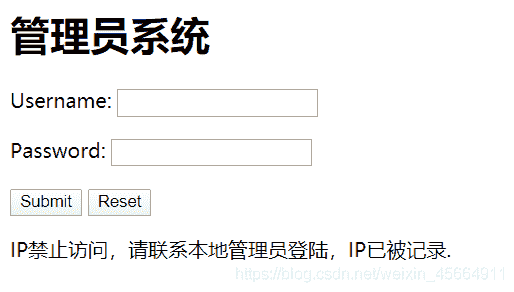 管理员系统
Username:
Password:
Submit Reset
IP禁止访问，请联系本地管理员登陆，IP已被记录.
https://blog.csdn.net/weixin_45664911